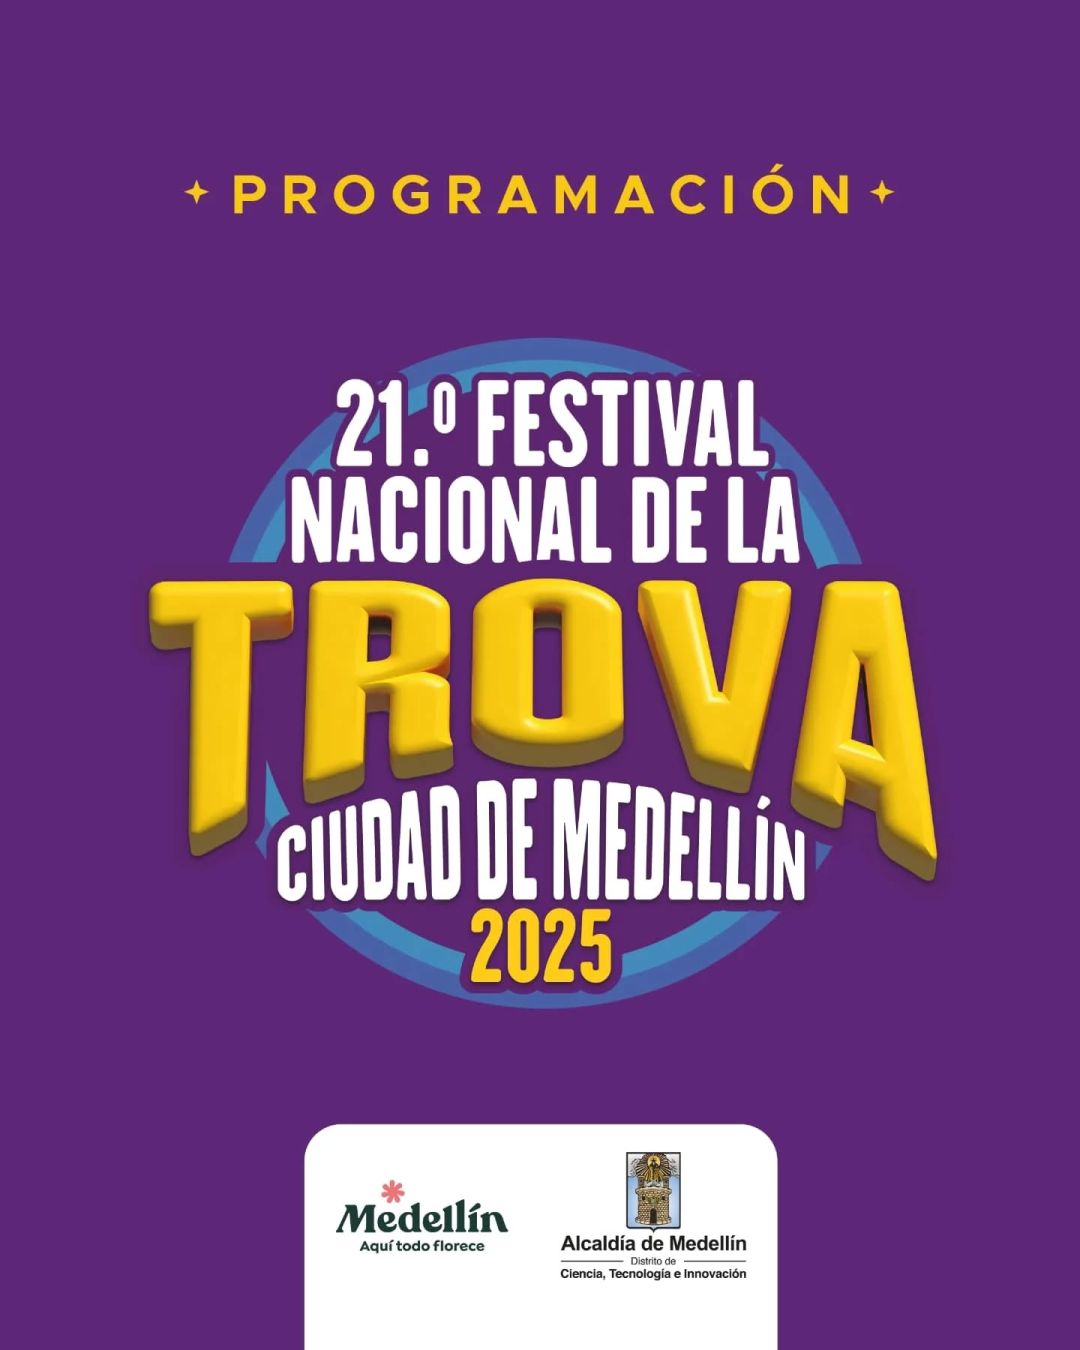 PROGRAMACIÓN
21.º FESTIVAL
NACIONAL DE LA
TROVA
CIUDAD DE MEDELLÍN
2025
Medellín
Aquí todo florece
Alcaldía de Medellín
Distrito de
Ciencia, Tecnología e Innovación